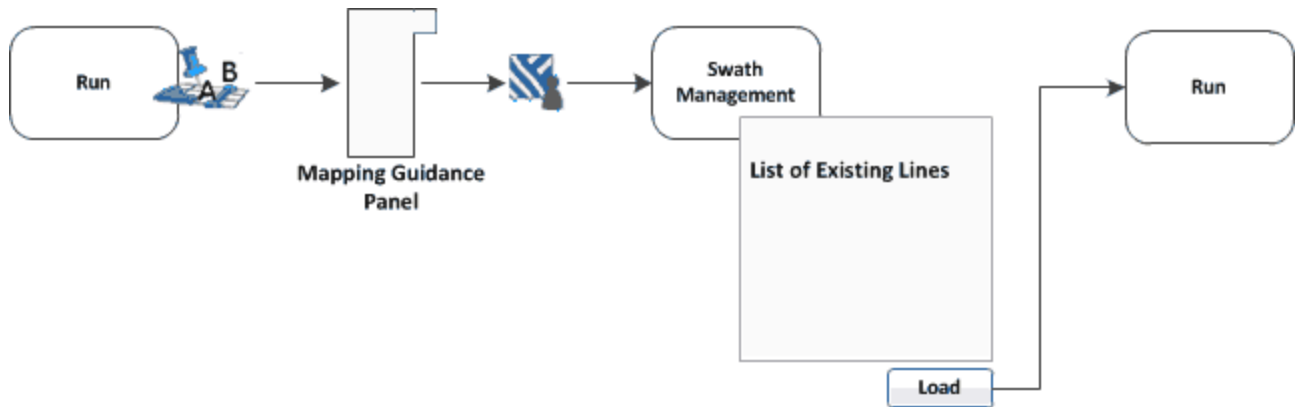 Run
A
B
Mapping Guidance
Panel
Swath
Management
List of Existing Lines
Load
Run